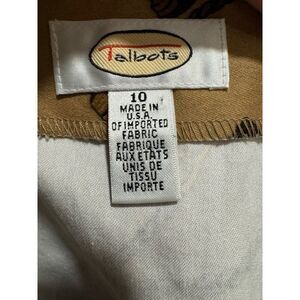 Talbots
10
MADE IN
U.S.A.
OF IMPORTED
FABRIC
FABRIQUE
AUX ETATS
UNIS DE
TISSU
IMPORTE